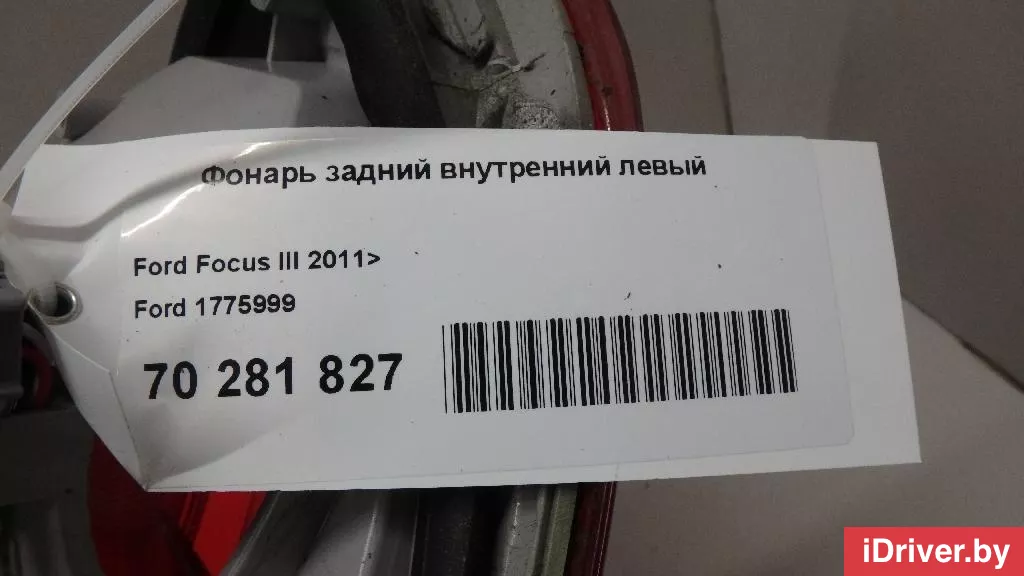 Фонарь задний внутренний левый
Ford Focus III 2011>
Ford 1775999
70 281 827
iDriver.by